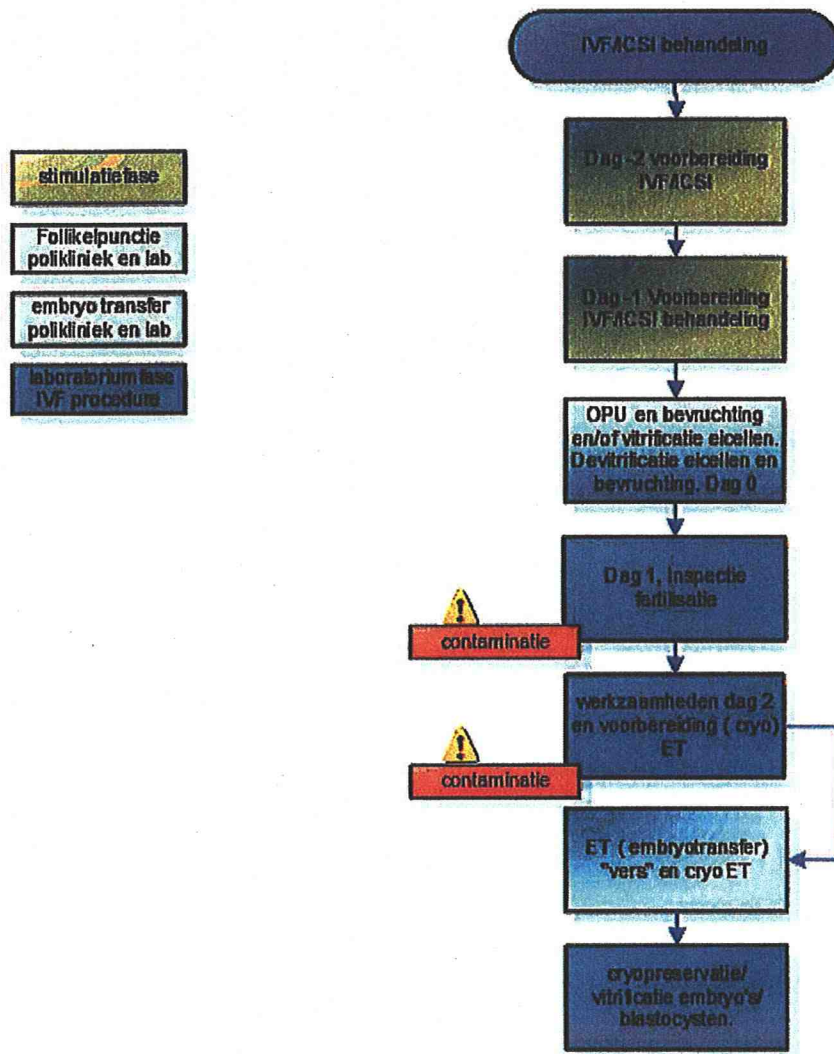 IVF/ICSI behandeling
Dag -2 voorbereiding
IVF/ICSI
stimulatiefase
Follikelpunctie
polikliniek en lab
embryo transfer
polikliniek en lab
laboratorium fase
IVF procedure
Dag -1 Voorbereiding
IVF/ICSI behandeling
OPU en bevruchting
en/of vitrificatie eicellen.
Devitrificatie eicellen en
bevruchting. Dag 0
Dag 1, inspectie
fertilisatie
contaminatie
werkzaamheden dag 2
en voorbereiding ( cryo)
ET
contaminatie
ET ( embryotransfer)
"vers" en cryo ET
cryopreservatie/
vitrificatie embryo's/
blastocysten.